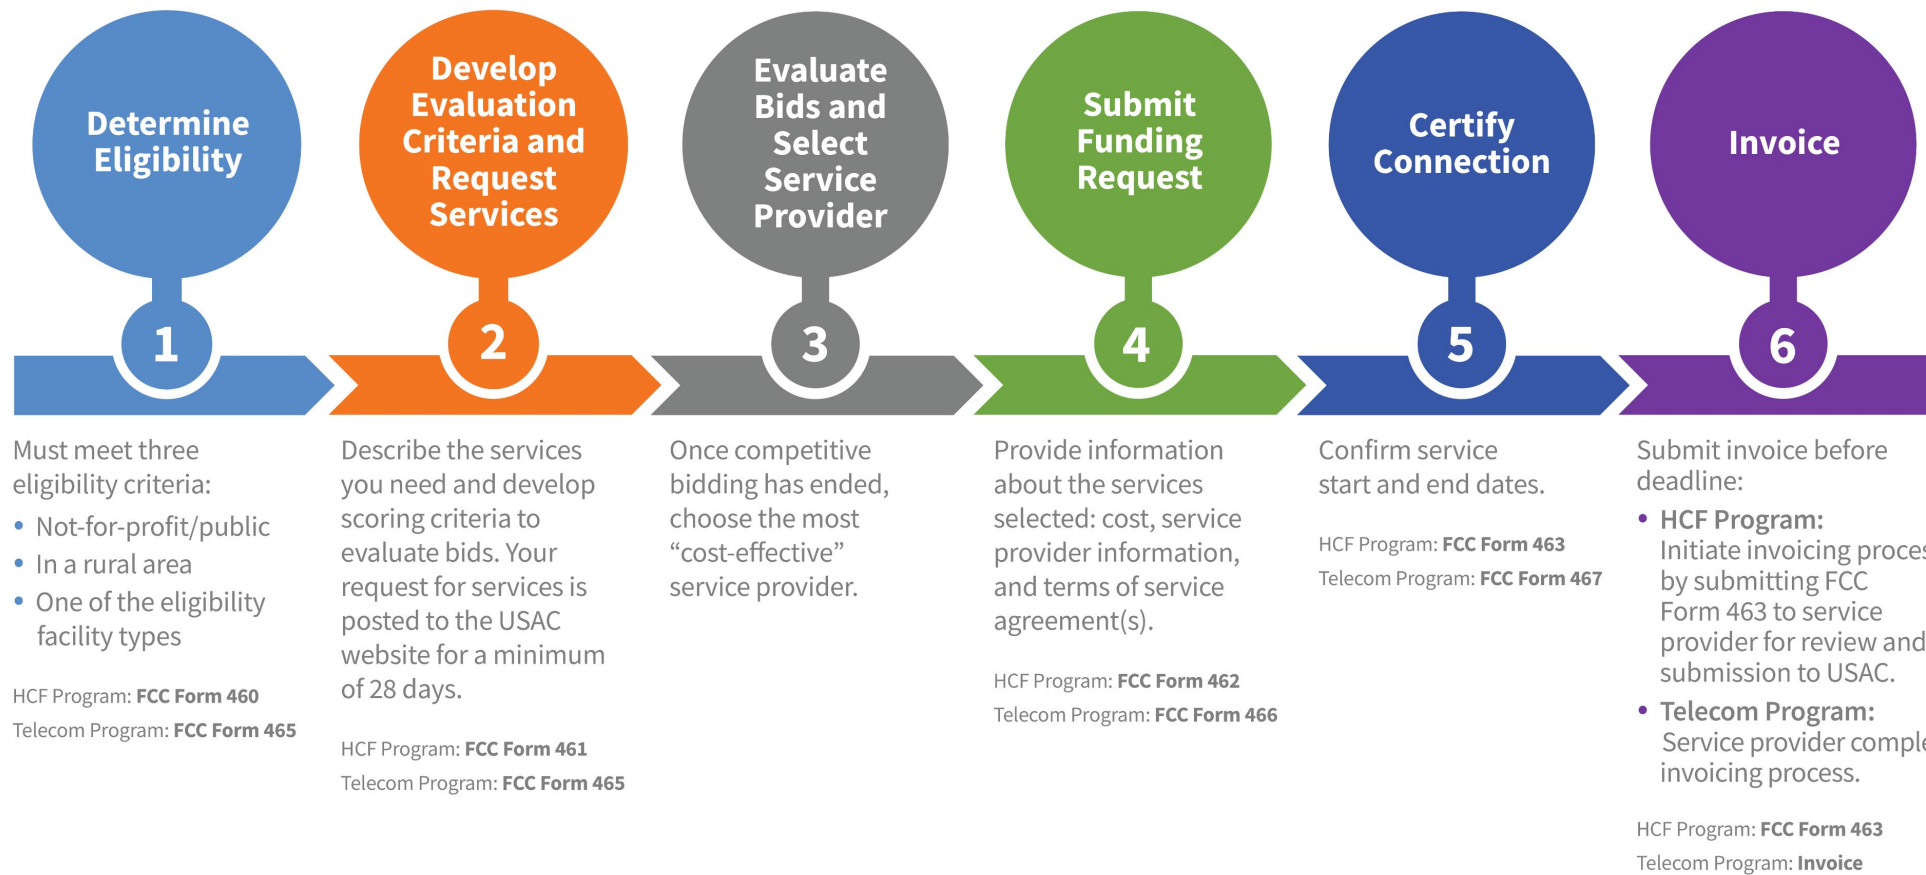 Determine
Eligibility
1
Must meet three
eligibility criteria:
• Not-for-profit/public
• In a rural area
• One of the eligibility
facility types
HCF Program: FCC Form 460
Telecom Program: FCC Form 465
Develop
Evaluation
Criteria and
Request
Services
2
Describe the services
you need and develop
scoring criteria to
evaluate bids. Your
request for services is
posted to the USAC
website for a minimum
of 28 days.
HCF Program: FCC Form 461
Telecom Program: FCC Form 465
Evaluate
Bids and
Select
Service
Provider
3
Once competitive
bidding has ended,
choose the most
“cost-effective”
service provider.
Submit
Funding
Request
4
Provide information
about the services
selected: cost, service
provider information,
and terms of service
agreement(s).
HCF Program: FCC Form 462
Telecom Program: FCC Form 466
Certify
Connection
5
Confirm service
start and end dates.
HCF Program: FCC Form 463
Telecom Program: FCC Form 467
Invoice
6
Submit invoice before
deadline:
• HCF Program:
Initiate invoicing
by submitting FCC
Form 463 to service
provider for review and
submission to USAC.
• Telecom Program:
Service provider
invoicing process.
HCF Program: FCC Form 463
Telecom Program: Invoice